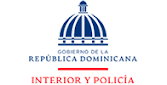 GOBIERNO DE LA
REPÚBLICA DOMINICANA
INTERIOR Y POLICÍA